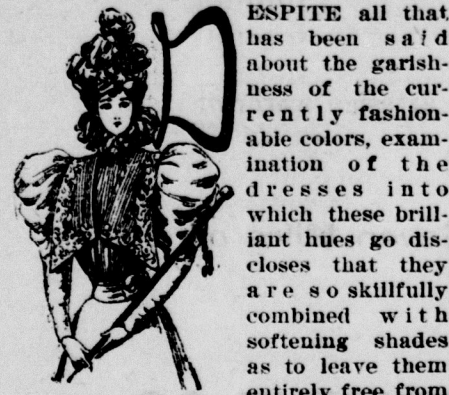 DESPITE all that
has been said
about the garish-
ness of the cur-
rently fashion-
able colors, exam-
ination of the
dresses into
which these brill-
iant hues go dis-
closes that they
are so skillfully
combined with
softening shades
as to leave them
entirely free from